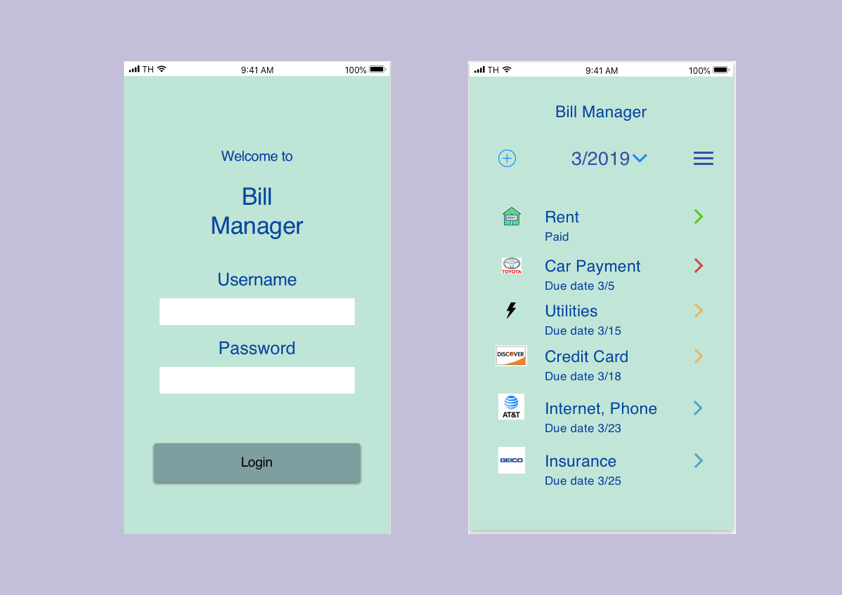 TH 9:41 AM 100%
Welcome to
Bill
Manager
Username
Password
Login
TH 9:41 AM 100%
Bill Manager
3/2019
Rent
Paid
TOYOTA
Car Payment
Due date 3/5
Utilities
Due date 3/15
DISCOVER
Credit Card
Due date 3/18
AT&T
Internet, Phone
Due date 3/23
GEICO
Insurance
Due date 3/25